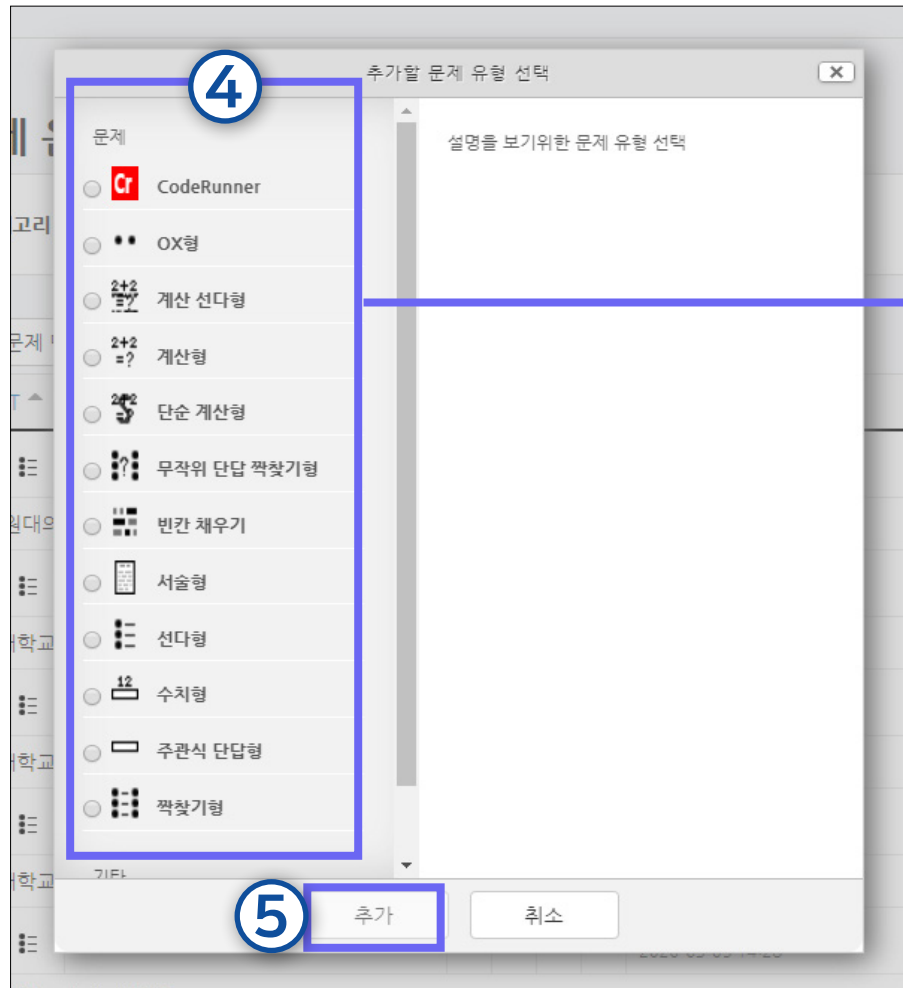 추가할 문제 유형 선택
4
문제
설명을 보기위한 문제 유형 선택
Cr CodeRunner
OX형
2+2 =? 계산 선다형
2+2 =? 계산형
단순 계산형
무작위 단답 짝찾기형
빈칸 채우기
서술형
선다형
12 수치형
주관식 단답형
짝찾기형
기타
5
추가
취소
고리
문제
T
원대의
학교
학교
학교